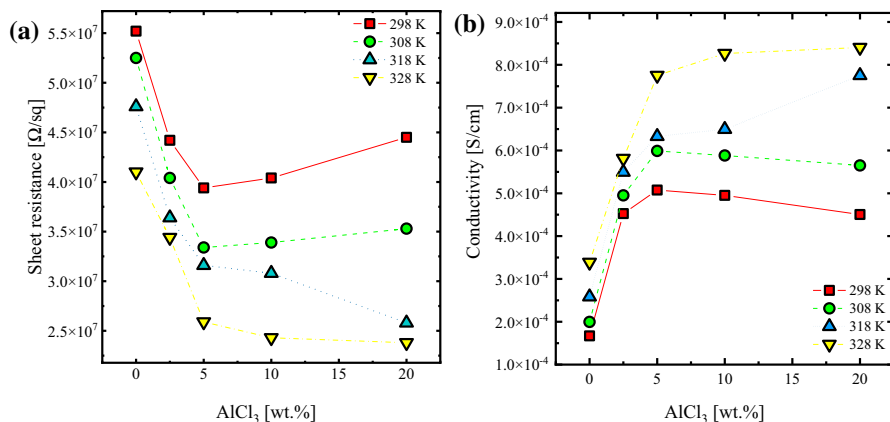 (a)
Sheet resistance [Ω/sq]
5.5×10⁷
5.0×10⁷
4.5×10⁷
4.0×10⁷
3.5×10⁷
3.0×10⁷
2.5×10⁷
298 K
308 K
318 K
328 K
0 5 10 15 20
AlCl₃ [wt.%]
(b)
Conductivity [S/cm]
9.0×10⁻⁴
8.0×10⁻⁴
7.0×10⁻⁴
6.0×10⁻⁴
5.0×10⁻⁴
4.0×10⁻⁴
3.0×10⁻⁴
2.0×10⁻⁴
1.0×10⁻⁴
298 K
308 K
318 K
328 K
0 5 10 15 20
AlCl₃ [wt.%]